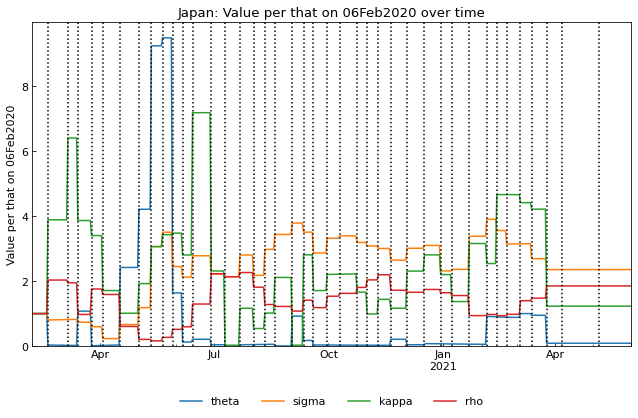 Japan: Value per that on 06Feb2020 over time
Value per that on 06Feb2020
8
6
4
2
0
Apr Jul Oct Jan Apr
2021
theta sigma kappa rho